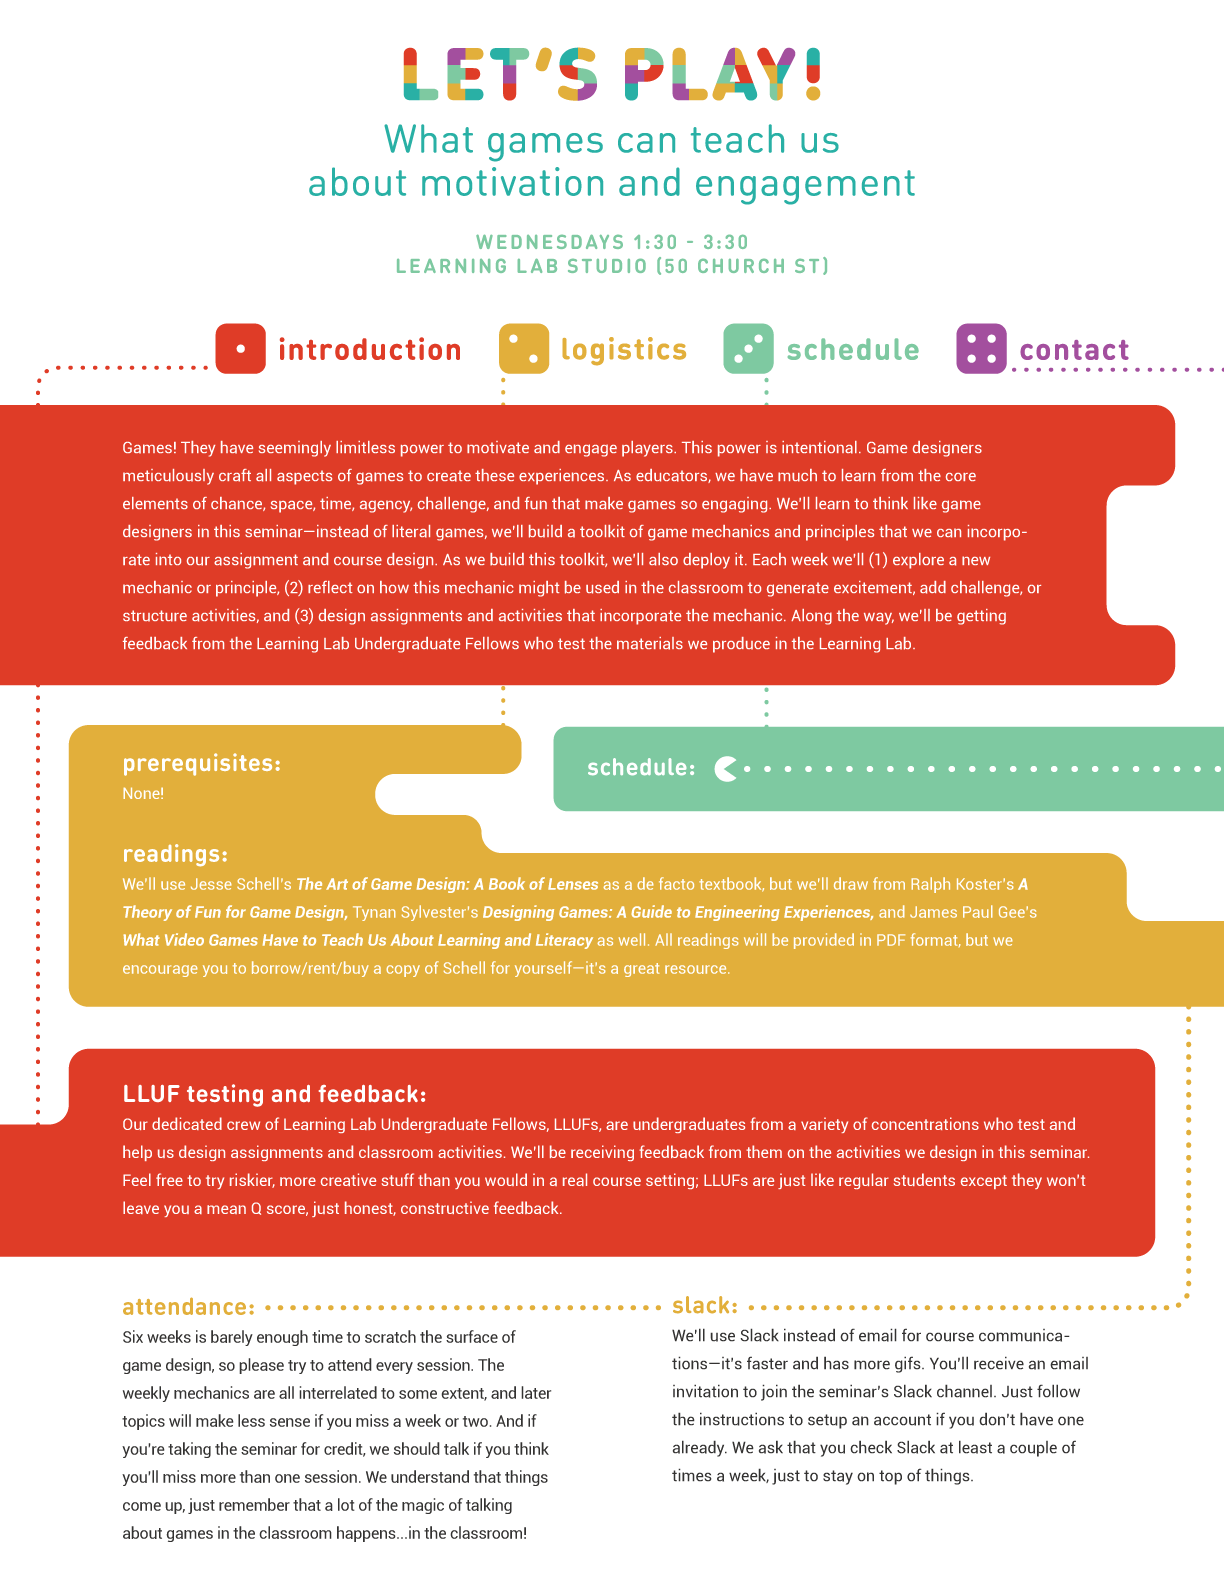 LET'S PLAY!
What games can teach us
about motivation and engagement
WEDNESDAYS 1:30 - 3:30
LEARNING LAB STUDIO (50 CHURCH ST)
introduction logistics schedule contact
Games! They have seemingly limitless power to motivate and engage players. This power is intentional. Game designers
meticulously craft all aspects of games to create these experiences. As educators, we have much to learn from the core
elements of chance, space, time, agency, challenge, and fun that make games so engaging. We'll learn to think like game
designers in this seminar—instead of literal games, we'll build a toolkit of game mechanics and principles that we can incorpo-
rate into our assignment and course design. As we build this toolkit, we'll also deploy it. Each week we'll (1) explore a new
mechanic or principle, (2) reflect on how this mechanic might be used in the classroom to generate excitement, add challenge, or
structure activities, and (3) design assignments and activities that incorporate the mechanic. Along the way, we'll be getting
feedback from the Learning Lab Undergraduate Fellows who test the materials we produce in the Learning Lab.
prerequisites:
None!
schedule:
readings:
We'll use Jesse Schell's The Art of Game Design: A Book of Lenses as a de facto textbook, but we'll draw from Ralph Koster's A
Theory of Fun for Game Design, Tynan Sylvester's Designing Games: A Guide to Engineering Experiences, and James Paul Gee's
What Video Games Have to Teach Us About Learning and Literacy as well. All readings will be provided in PDF format, but we
encourage you to borrow/rent/buy a copy of Schell for yourself—it's a great resource.
LLUF testing and feedback:
Our dedicated crew of Learning Lab Undergraduate Fellows, LLUFs, are undergraduates from a variety of concentrations who test and
help us design assignments and classroom activities. We'll be receiving feedback from them on the activities we design in this seminar.
Feel free to try riskier, more creative stuff than you would in a real course setting; LLUFs are just like regular students except they won't
leave you a mean Q score, just honest, constructive feedback.
attendance:
Six weeks is barely enough time to scratch the surface of
game design, so please try to attend every session. The
weekly mechanics are all interrelated to some extent, and later
topics will make less sense if you miss a week or two. And if
you're taking the seminar for credit, we should talk if you think
you'll miss more than one session. We understand that things
come up, just remember that a lot of the magic of talking
about games in the classroom happens...in the classroom!
slack:
We'll use Slack instead of email for course communica-
tions—it's faster and has more gifs. You'll receive an email
invitation to join the seminar's Slack channel. Just follow
the instructions to setup an account if you don't have one
already. We ask that you check Slack at least a couple of
times a week, just to stay on top of things.